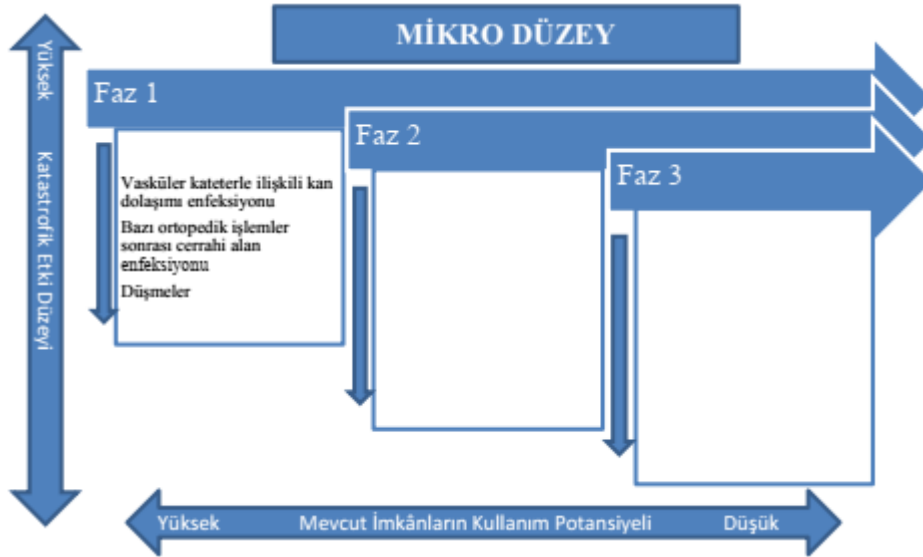 MİKRO DÜZEY
Yüksek
Katastrofik Etki Düzeyi
Faz 1
Vasküler kateterle ilişkili kan
dolaşımı enfeksiyonu
Bazı ortopedik işlemler
sonrası cerrahi alan
enfeksiyonu
Düşmeler
Faz 2
Faz 3
Yüksek Mevcut İmkânların Kullanım Potansiyeli Düşük